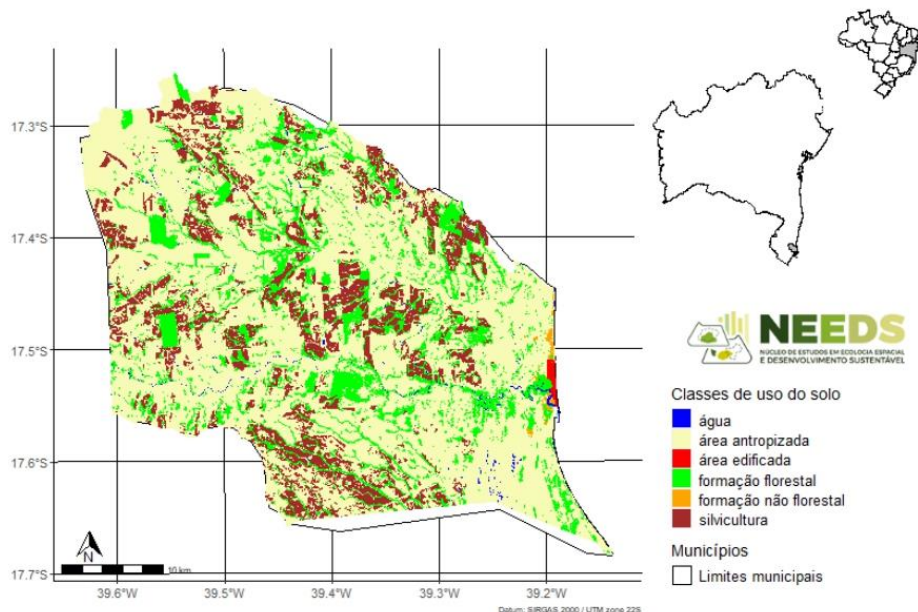 17.3°S
17.4°S
17.5°S
17.6°S
17.7°S
39.6°W
39.5°W
39.4°W
39.3°W
39.2°W
N
10 km
NEEDS
NÚCLEO DE ESTUDOS EM ECOLOGIA ESPACIAL
E DESENVOLVIMENTO SUSTENTÁVEL
Classes de uso do solo
água
área antropizada
área edificada
formação florestal
formação não florestal
silvicultura
Municípios
Limites municipais
Datum: SIRGAS 2000 / UTM zone 22S